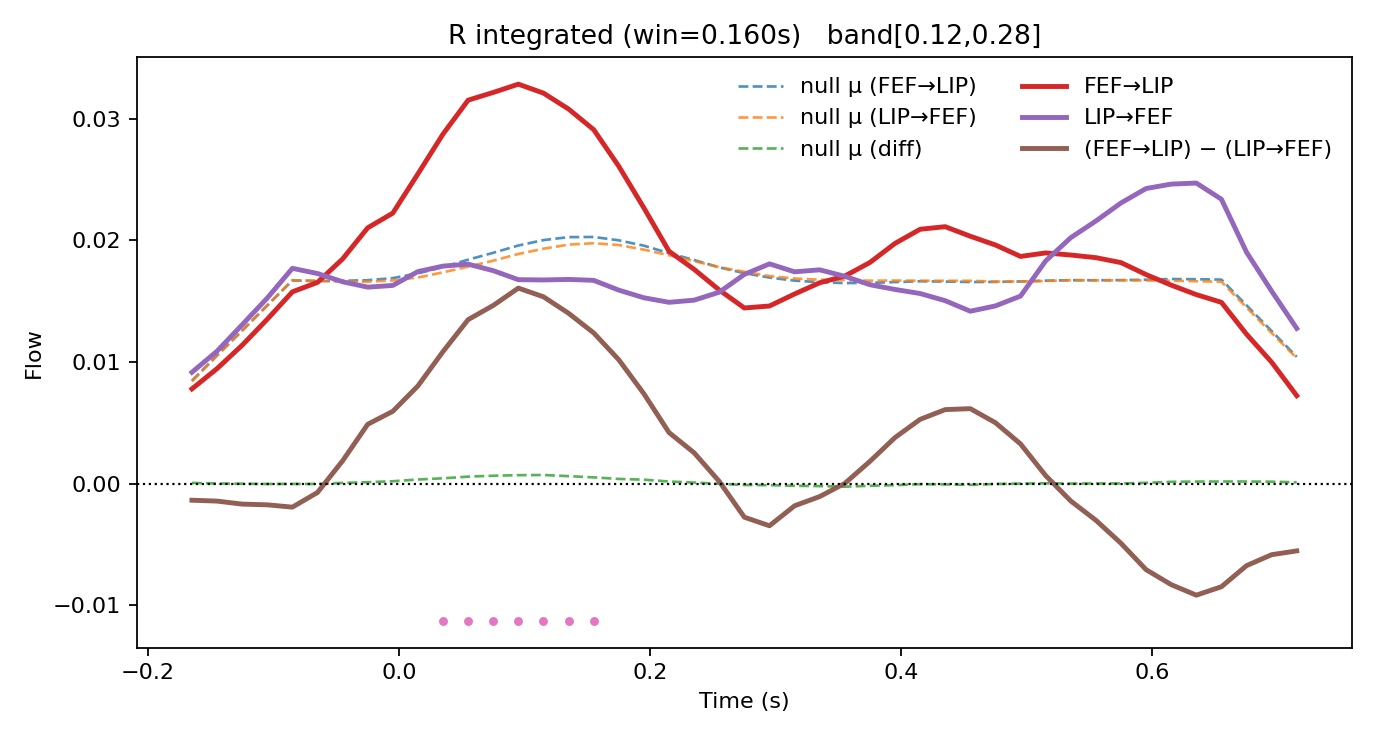 R integrated (win=0.160s)   band[0.12,0.28]
null μ (FEF→LIP)
null μ (LIP→FEF)
null μ (diff)
FEF→LIP
LIP→FEF
(FEF→LIP) − (LIP→FEF)
Flow
0.03
0.02
0.01
0.00
−0.01
−0.2
0.0
0.2
0.4
0.6
Time (s)